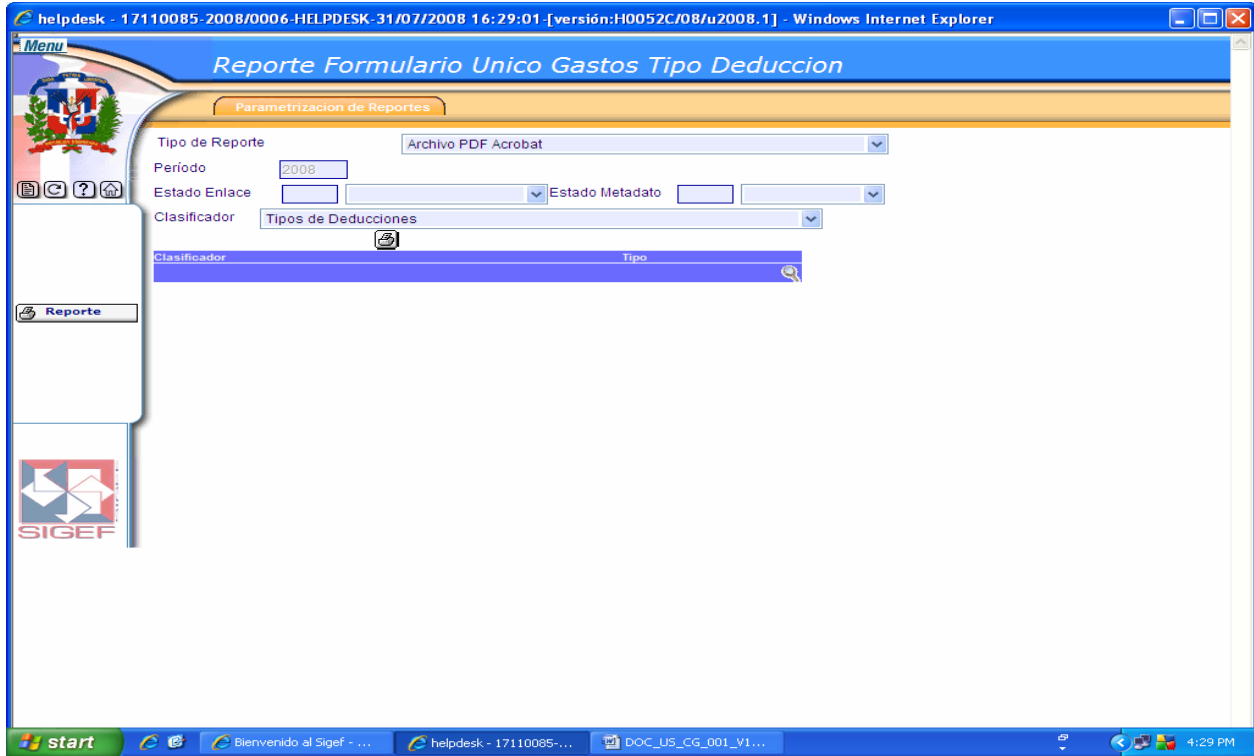 helpdesk - 17110085-2008/0006-HELPDESK-31/07/2008 16:29:01-[versión:H0052C/08/u2008.1] - Windows Internet Explorer
Menu
Reporte Formulario Unico Gastos Tipo Deduccion
Parametrizacion de Reportes
Tipo de Reporte Archivo PDF Acrobat
Período 2008
Estado Enlace Estado Metadato
Clasificador Tipos de Deducciones
Clasificador Tipo
Reporte
SIGEF
start Bienvenido al Sigef - ... helpdesk - 17110085-... DOC_US_CG_001_V1... 4:29 PM